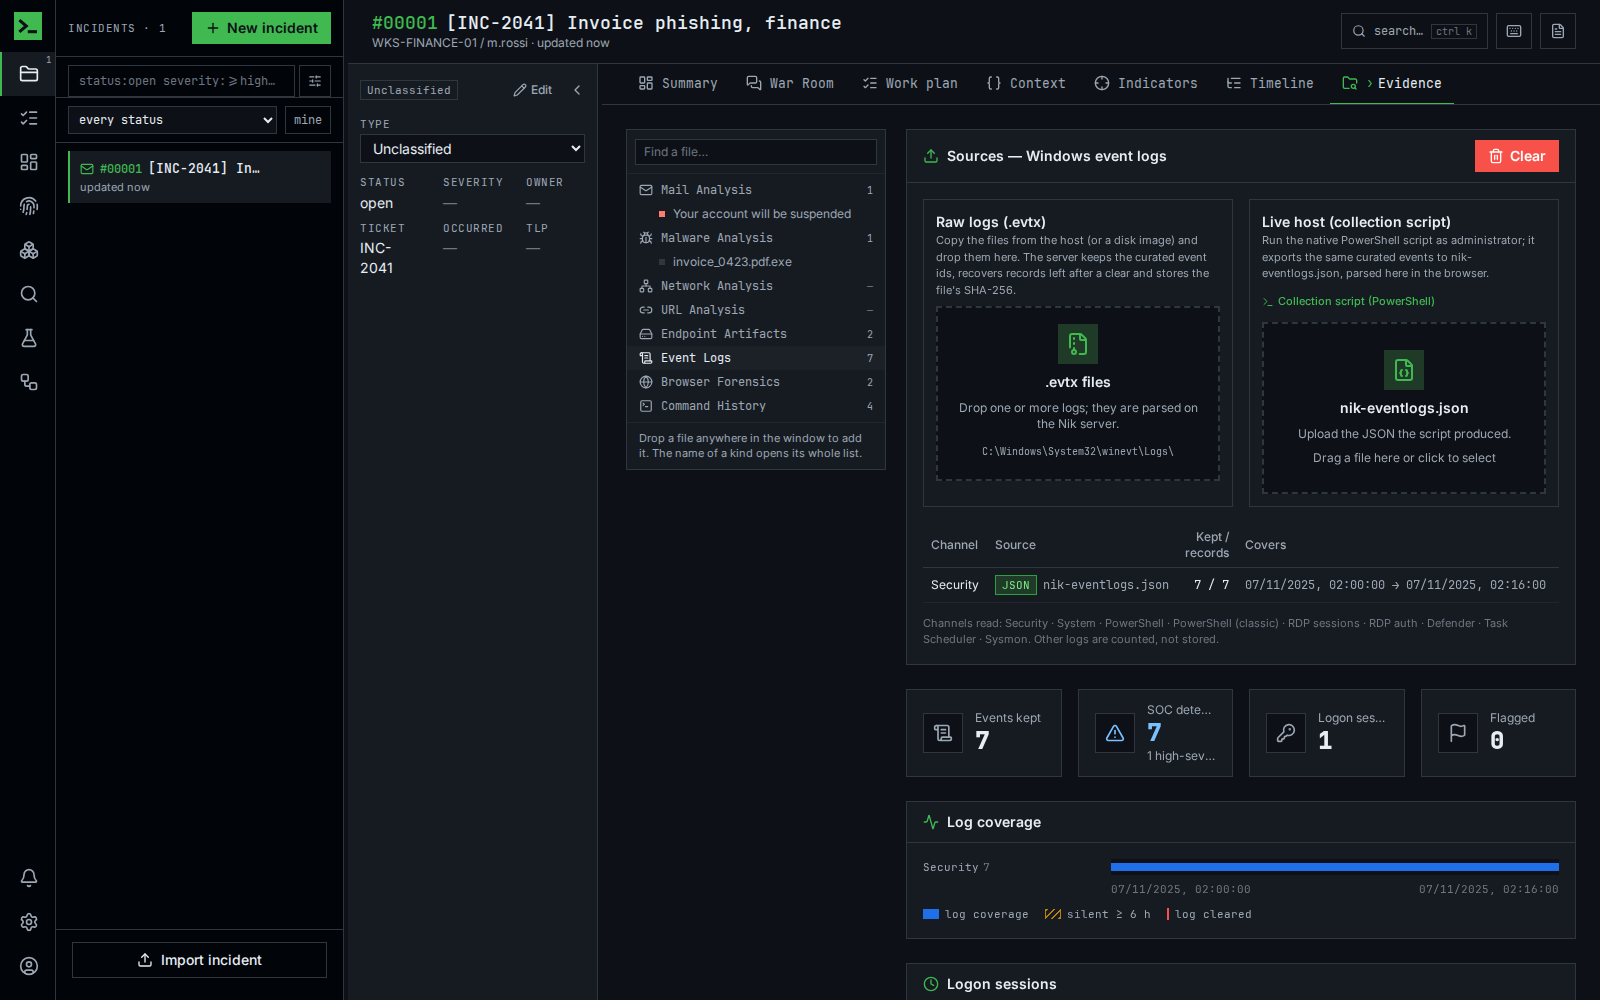 INCIDENTS · 1
New incident
1
status:open severity:≥high…
every status
mine
#00001 [INC-2041] In…
updated now
Import incident
#00001 [INC-2041] Invoice phishing, finance
WKS-FINANCE-01 / m.rossi · updated now
search… ctrl k
Unclassified
Edit
TYPE
Unclassified
STATUS SEVERITY OWNER
open — —
TICKET OCCURRED TLP
INC-2041 — —
Summary War Room Work plan Context Indicators Timeline › Evidence
Find a file…
Mail Analysis 1
Your account will be suspended
Malware Analysis 1
invoice_0423.pdf.exe
Network Analysis –
URL Analysis –
Endpoint Artifacts 2
Event Logs 7
Browser Forensics 2
Command History 4
Drop a file anywhere in the window to add
it. The name of a kind opens its whole list.
Sources — Windows event logs
Clear
Raw logs (.evtx)
Copy the files from the host (or a disk image) and
drop them here. The server keeps the curated event
ids, recovers records left after a clear and stores the
file's SHA-256.
.evtx files
Drop one or more logs; they are parsed on
the Nik server.
C:\Windows\System32\winevt\Logs\
Live host (collection script)
Run the native PowerShell script as administrator; it
exports the same curated events to nik-
eventlogs.json, parsed here in the browser.
Collection script (PowerShell)
nik-eventlogs.json
Upload the JSON the script produced.
Drag a file here or click to select
Channel Source Kept / records Covers
Security JSON nik-eventlogs.json 7 / 7 07/11/2025, 02:00:00 → 07/11/2025, 02:16:00
Channels read: Security · System · PowerShell · PowerShell (classic) · RDP sessions · RDP auth · Defender · Task
Scheduler · Sysmon. Other logs are counted, not stored.
Events kept
7
SOC dete…
7
1 high-sev…
Logon ses…
1
Flagged
0
Log coverage
Security 7
07/11/2025, 02:00:00 07/11/2025, 02:16:00
log coverage silent ≥ 6 h log cleared
Logon sessions